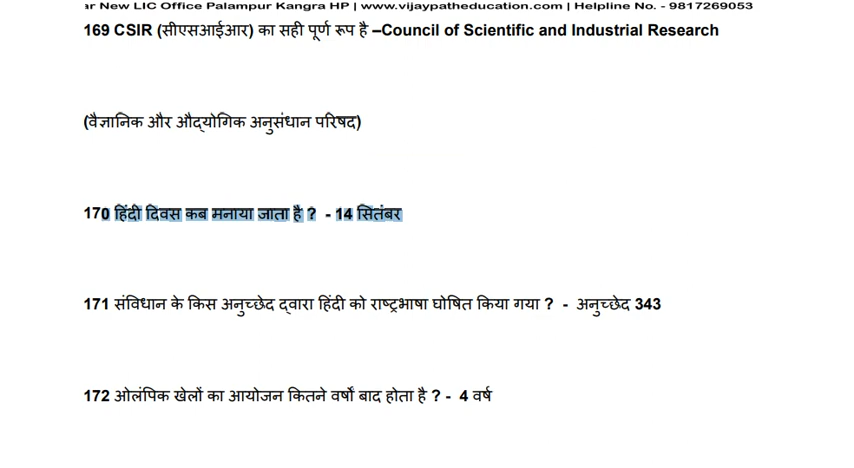 ar New LIC Office Palampur Kangra HP | www.vijaypatheducation.com | Helpline No. - 9817269053
169 CSIR (सीएसआईआर) का सही पूर्ण रूप है –Council of Scientific and Industrial Research
(वैज्ञानिक और औद्योगिक अनुसंधान परिषद)
170 हिंदी दिवस कब मनाया जाता है ? - 14 सितंबर
171 संविधान के किस अनुच्छेद द्वारा हिंदी को राष्ट्रभाषा घोषित किया गया ? - अनुच्छेद 343
172 ओलंपिक खेलों का आयोजन कितने वर्षों बाद होता है ? - 4 वर्ष